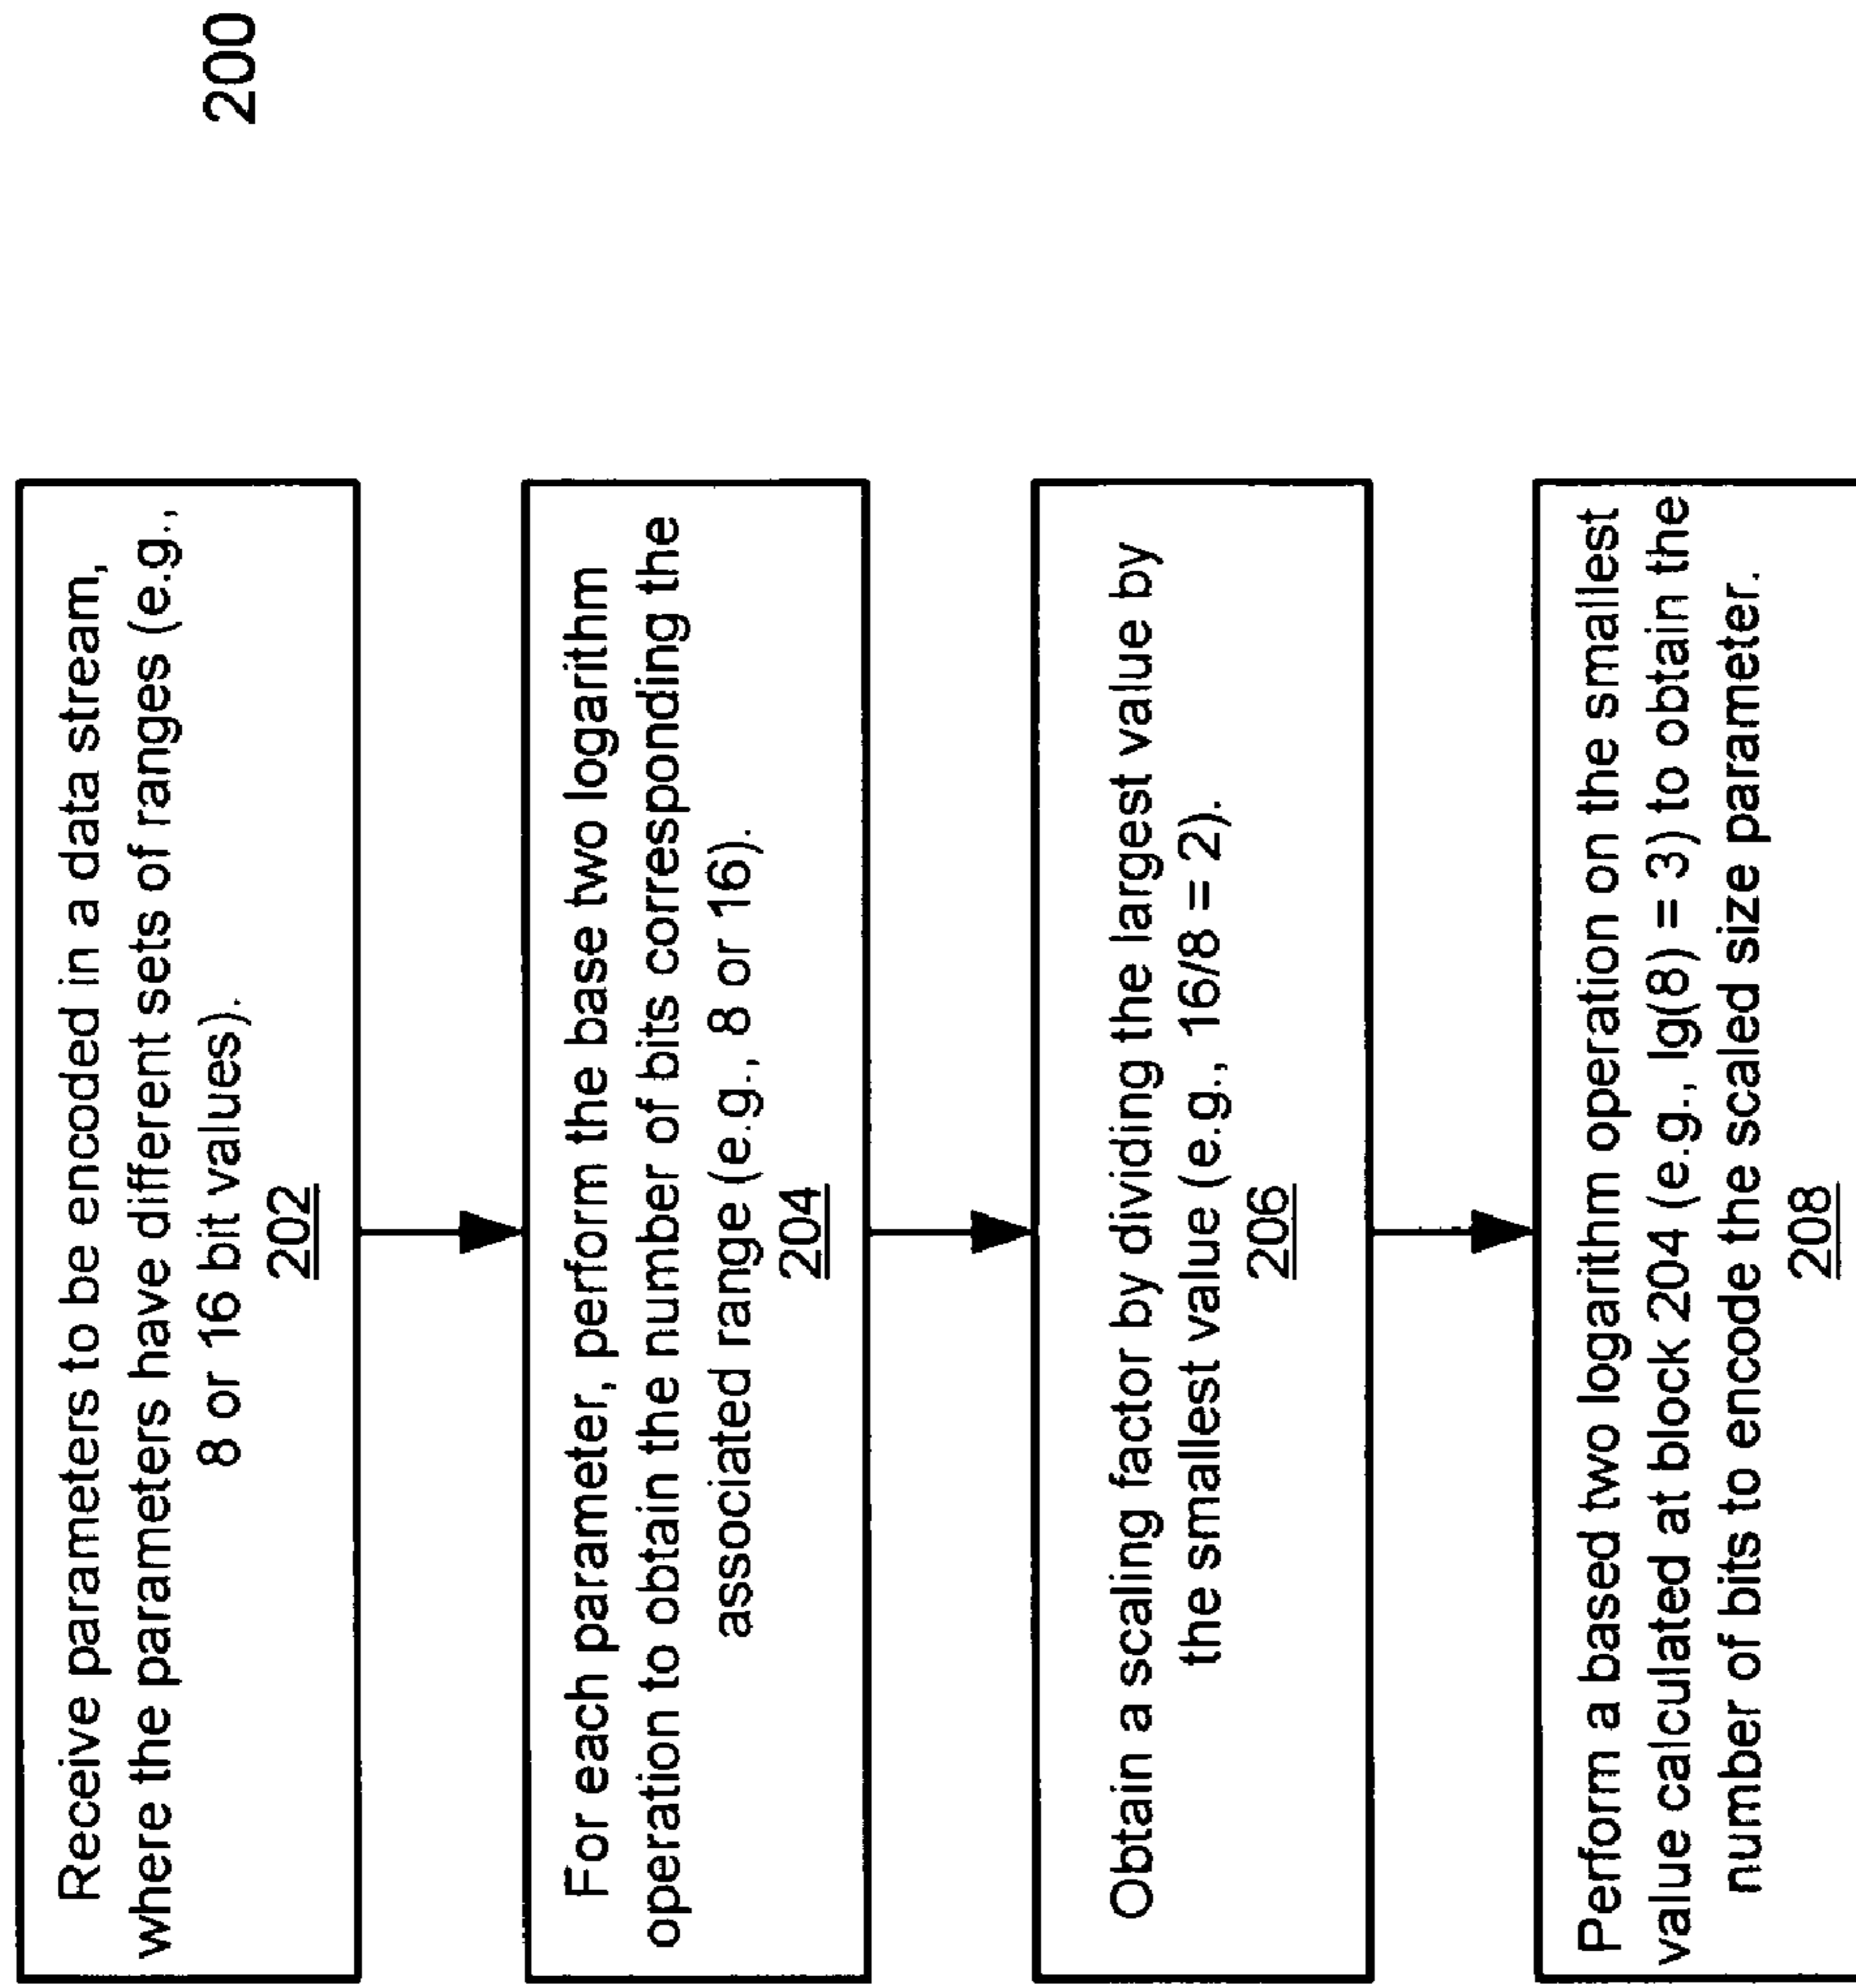 200
Receive parameters to be encoded in a data stream,
where the parameters have different sets of ranges (e.g.,
8 or 16 bit values).
202
For each parameter, perform the base two logarithm
operation to obtain the number of bits corresponding the
associated range (e.g., 8 or 16).
204
Obtain a scaling factor by dividing the largest value by
the smallest value (e.g., 16/8 = 2).
206
Perform a based two logarithm operation on the smallest
value calculated at block 204 (e.g., lg(8) = 3) to obtain the
number of bits to encode the scaled size parameter.
208